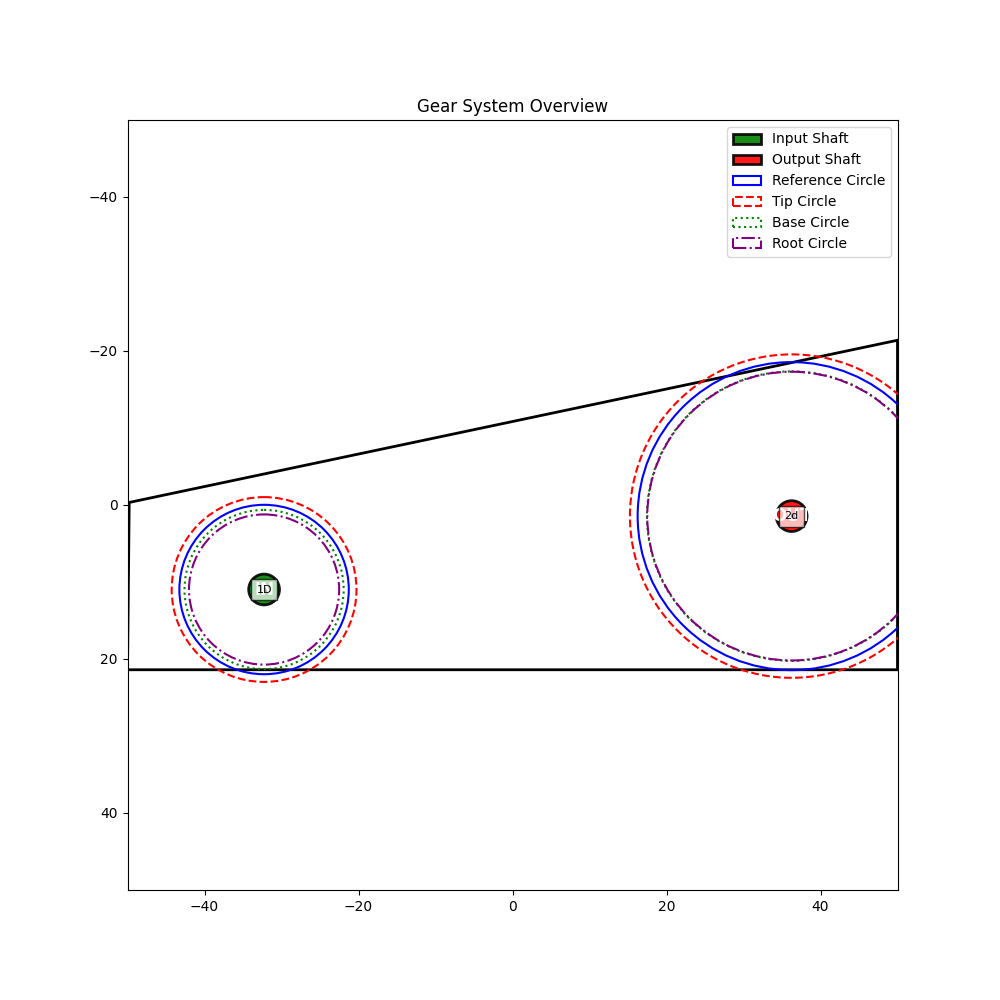 Gear System Overview
Input Shaft
Output Shaft
Reference Circle
Tip Circle
Base Circle
Root Circle
−40
−20
0
20
40
1D
2d
−40
−20
0
20
40